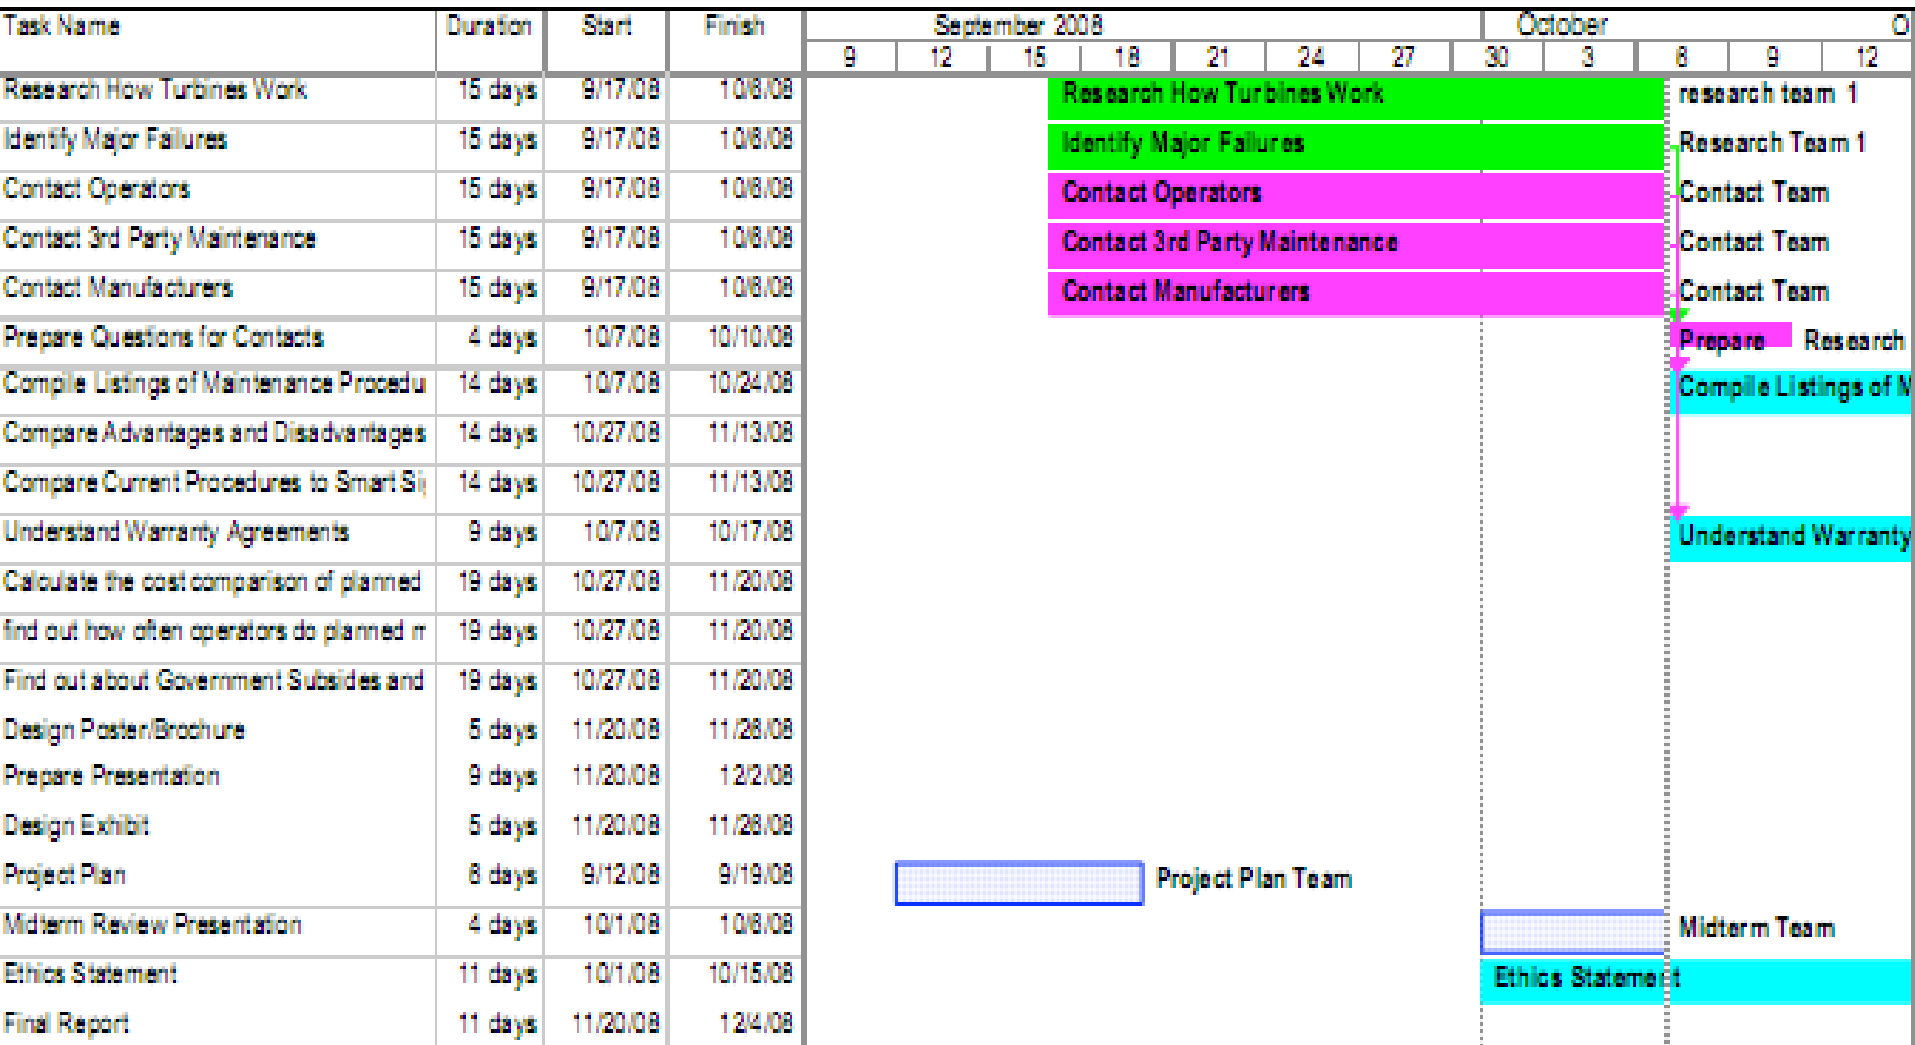 Task Name Duration Start Finish September 2008 October O
9 12 15 18 21 24 27 30 3 6 9 12
Research How Turbines Work 15 days 9/17/08 10/6/08 Research How Turbines Work research team 1
Identify Major Failures 15 days 9/17/08 10/6/08 Identify Major Failures Research Team 1
Contact Operators 15 days 9/17/08 10/6/08 Contact Operators Contact Team
Contact 3rd Party Maintenance 15 days 9/17/08 10/6/08 Contact 3rd Party Maintenance Contact Team
Contact Manufacturers 15 days 9/17/08 10/6/08 Contact Manufacturers Contact Team
Prepare Questions for Contacts 4 days 10/7/08 10/10/08 Prepare Research
Compile Listings of Maintenance Procedu 14 days 10/7/08 10/24/08 Compile Listings of M
Compare Advantages and Disadvantages 14 days 10/27/08 11/13/08
Compare Current Procedures to Smart Si 14 days 10/27/08 11/13/08
Understand Warranty Agreements 9 days 10/7/08 10/17/08 Understand Warranty
Calculate the cost comparison of planned 19 days 10/27/08 11/20/08
find out how often operators do planned m 19 days 10/27/08 11/20/08
Find out about Government Subsides and 19 days 10/27/08 11/20/08
Design Poster/Brochure 5 days 11/20/08 11/26/08
Prepare Presentation 9 days 11/20/08 12/2/08
Design Exhibit 5 days 11/20/08 11/26/08
Project Plan 6 days 9/12/08 9/19/08 Project Plan Team
Midterm Review Presentation 4 days 10/1/08 10/6/08 Midterm Team
Ethics Statement 11 days 10/1/08 10/15/08 Ethics Statement
Final Report 11 days 11/20/08 12/4/08